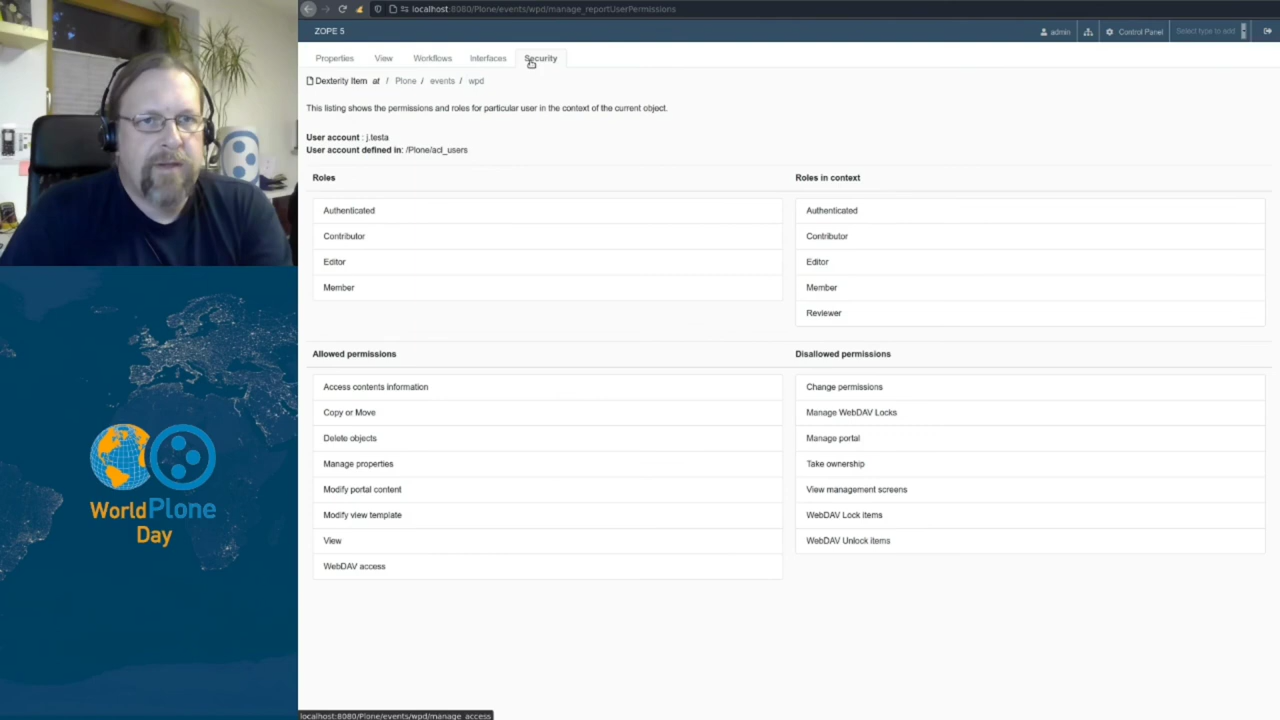 localhost:8080/Plone/events/wpd/manage_reportUserPermissions
ZOPE 5
admin
Control Panel
Select type to add
Properties
View
Workflows
Interfaces
Security
Dexterity Item at / Plone / events / wpd
This listing shows the permissions and roles for particular user in the context of the current object.
User account : j.testa
User account defined in: /Plone/acl_users
Roles
Authenticated
Contributor
Editor
Member
Roles in context
Authenticated
Contributor
Editor
Member
Reviewer
Allowed permissions
Access contents information
Copy or Move
Delete objects
Manage properties
Modify portal content
Modify view template
View
WebDAV access
Disallowed permissions
Change permissions
Manage WebDAV Locks
Manage portal
Take ownership
View management screens
WebDAV Lock items
WebDAV Unlock items
World Plone
Day
localhost:8080/Plone/events/wpd/manage_access